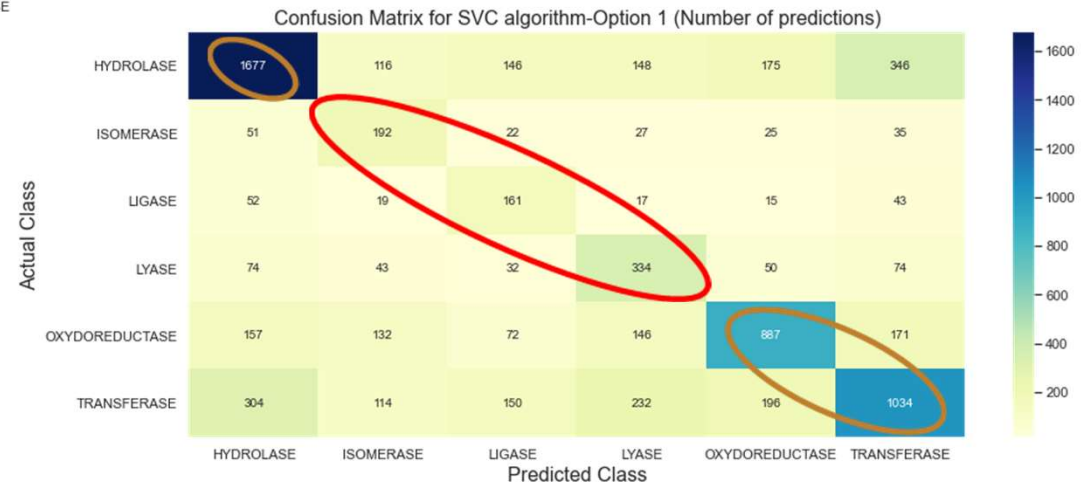 SE
Confusion Matrix for SVC algorithm-Option 1 (Number of predictions)
HYDROLASE 1677 116 146 148 175 346
ISOMERASE 51 192 22 27 25 35
LIGASE 52 19 161 17 15 43
LYASE 74 43 32 334 50 74
OXYDOREDUCTASE 157 132 72 146 887 171
TRANSFERASE 304 114 150 232 196 1034
HYDROLASE ISOMERASE LIGASE LYASE OXYDOREDUCTASE TRANSFERASE
Predicted Class
Actual Class
1600
1400
1200
1000
800
600
400
200